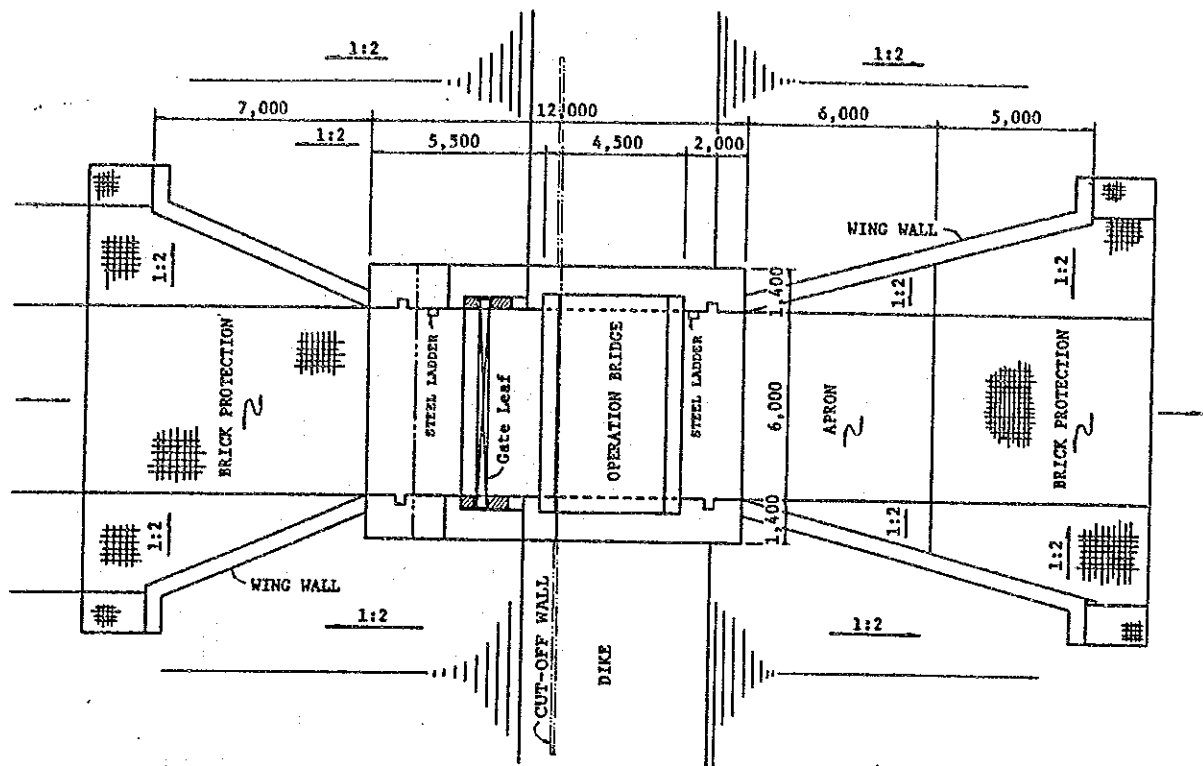 1:2
1:2
7,000
12,000
6,000
5,000
1:2
5,500
4,500
2,000
WING WALL
1:2
1,400
1:2
1:2
BRICK PROTECTION
STEEL LADDER
Gate Leaf
OPERATION BRIDGE
STEEL LADDER
6,000
APRON
BRICK PROTECTION
1:2
1,400
1:2
1:2
WING WALL
1:2
CUT-OFF WALL
DIKE
1:2